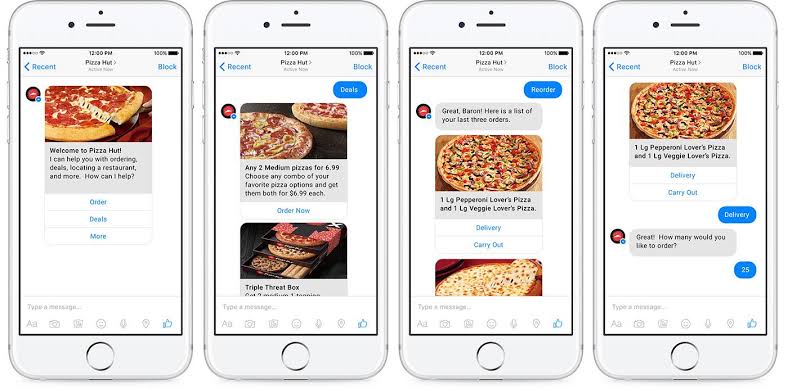 12:00 PM
100%
Recent
Pizza Hut
Active Now
Block
Welcome to Pizza Hut!
I can help you with ordering,
deals, locating a restaurant,
and more. How can I help?
Order
Deals
More
Type a message...
Aa
12:00 PM
100%
Recent
Pizza Hut
Active Now
Block
Deals
Any 2 Medium pizzas for 6.99
Choose any combo of your
favorite pizza options and get
them both for $6.99 each.
Order Now
Triple Threat Box
Get 2 medium 1-topping
Type a message...
Aa
12:00 PM
100%
Recent
Pizza Hut
Active Now
Block
Reorder
Great, Baron! Here is a list of
your last three orders.
1 Lg Pepperoni Lover's Pizza
and 1 Lg Veggie Lover's Pizza.
Delivery
Carry Out
Type a message...
Aa
12:00 PM
100%
Recent
Pizza Hut
Active Now
Block
1 Lg Pepperoni Lover's Pizza
and 1 Lg Veggie Lover's Pizza.
Delivery
Carry Out
Delivery
Great! How many would you
like to order?
25
Type a message...
Aa